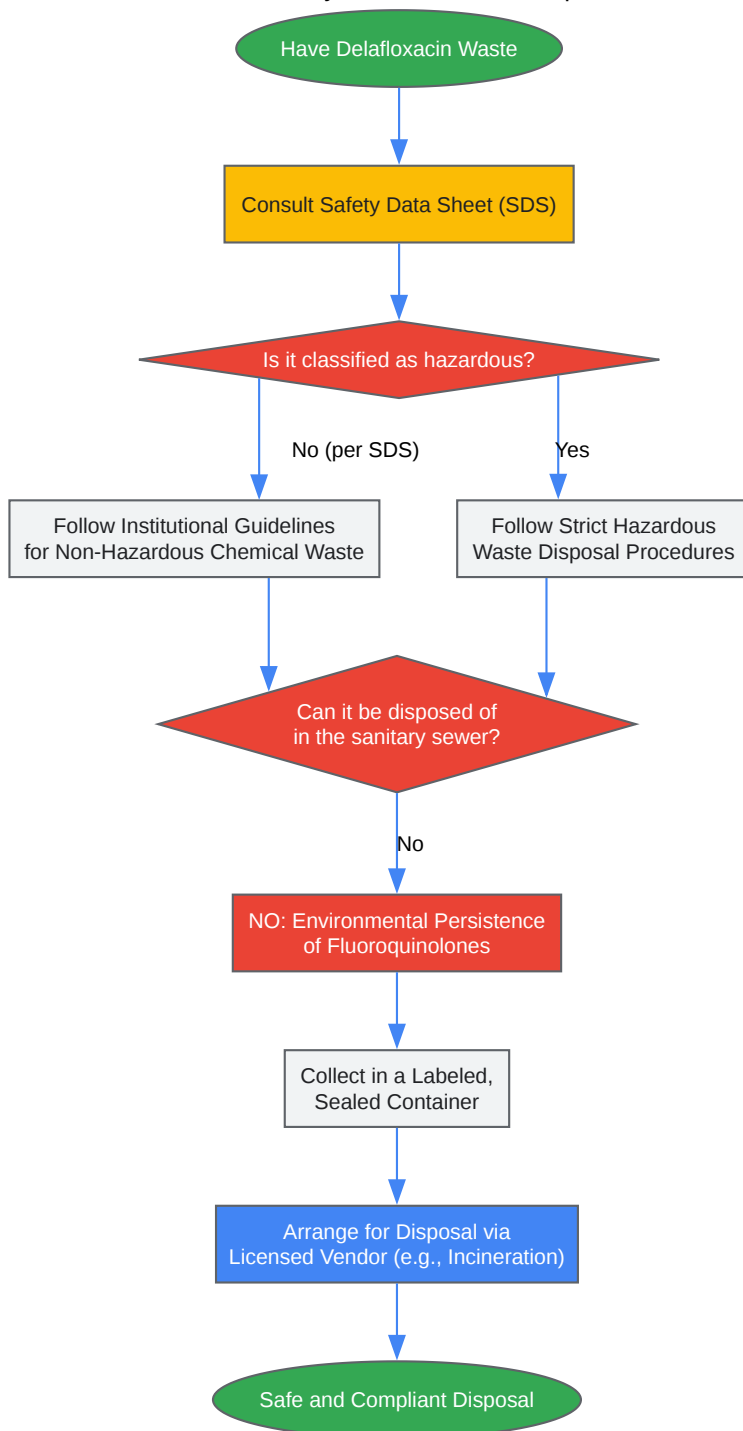 Have Delafloxacin Waste
Consult Safety Data Sheet (SDS)
Is it classified as hazardous?
No (per SDS)
Yes
Follow Institutional Guidelines
for Non-Hazardous Chemical Waste
Follow Strict Hazardous
Waste Disposal Procedures
Can it be disposed of
in the sanitary sewer?
No
NO: Environmental Persistence
of Fluoroquinolones
Collect in a Labeled,
Sealed Container
Arrange for Disposal via
Licensed Vendor (e.g., Incineration)
Safe and Compliant Disposal